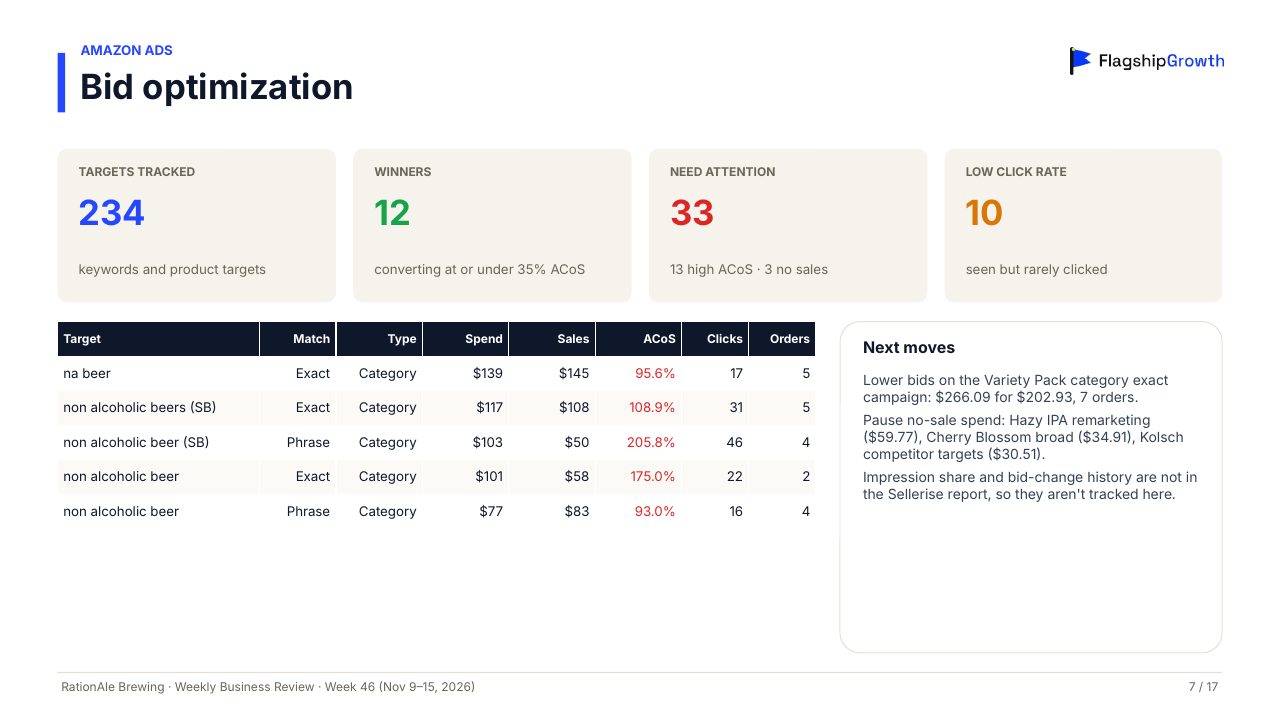 AMAZON ADS
Bid optimization
FlagshipGrowth
TARGETS TRACKED
234
keywords and product targets
WINNERS
12
converting at or under 35% ACoS
NEED ATTENTION
33
13 high ACoS · 3 no sales
LOW CLICK RATE
10
seen but rarely clicked
Target Match Type Spend Sales ACoS Clicks Orders
na beer Exact Category $139 $145 95.6% 17 5
non alcoholic beers (SB) Exact Category $117 $108 108.9% 31 5
non alcoholic beer (SB) Phrase Category $103 $50 205.8% 46 4
non alcoholic beer Exact Category $101 $58 175.0% 22 2
non alcoholic beer Phrase Category $77 $83 93.0% 16 4
Next moves
Lower bids on the Variety Pack category exact
campaign: $266.09 for $202.93, 7 orders.
Pause no-sale spend: Hazy IPA remarketing
($59.77), Cherry Blossom broad ($34.91), Kolsch
competitor targets ($30.51).
Impression share and bid-change history are not in
the Sellerise report, so they aren't tracked here.
RationAle Brewing · Weekly Business Review · Week 46 (Nov 9–15, 2026)
7 / 17